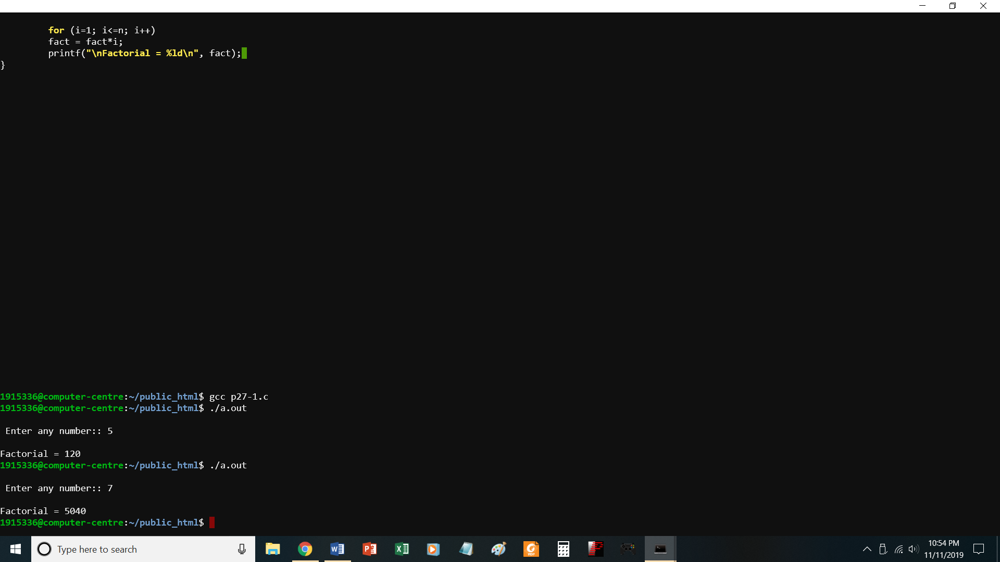 for (i=1; i<=n; i++)
fact = fact*i;
printf("\nFactorial = %ld\n", fact);
}
1915336@computer-centre:~/public_html$ gcc p27-1.c
1915336@computer-centre:~/public_html$ ./a.out
Enter any number:: 5
Factorial = 120
1915336@computer-centre:~/public_html$ ./a.out
Enter any number:: 7
Factorial = 5040
1915336@computer-centre:~/public_html$
Type here to search
10:54 PM
11/11/2019